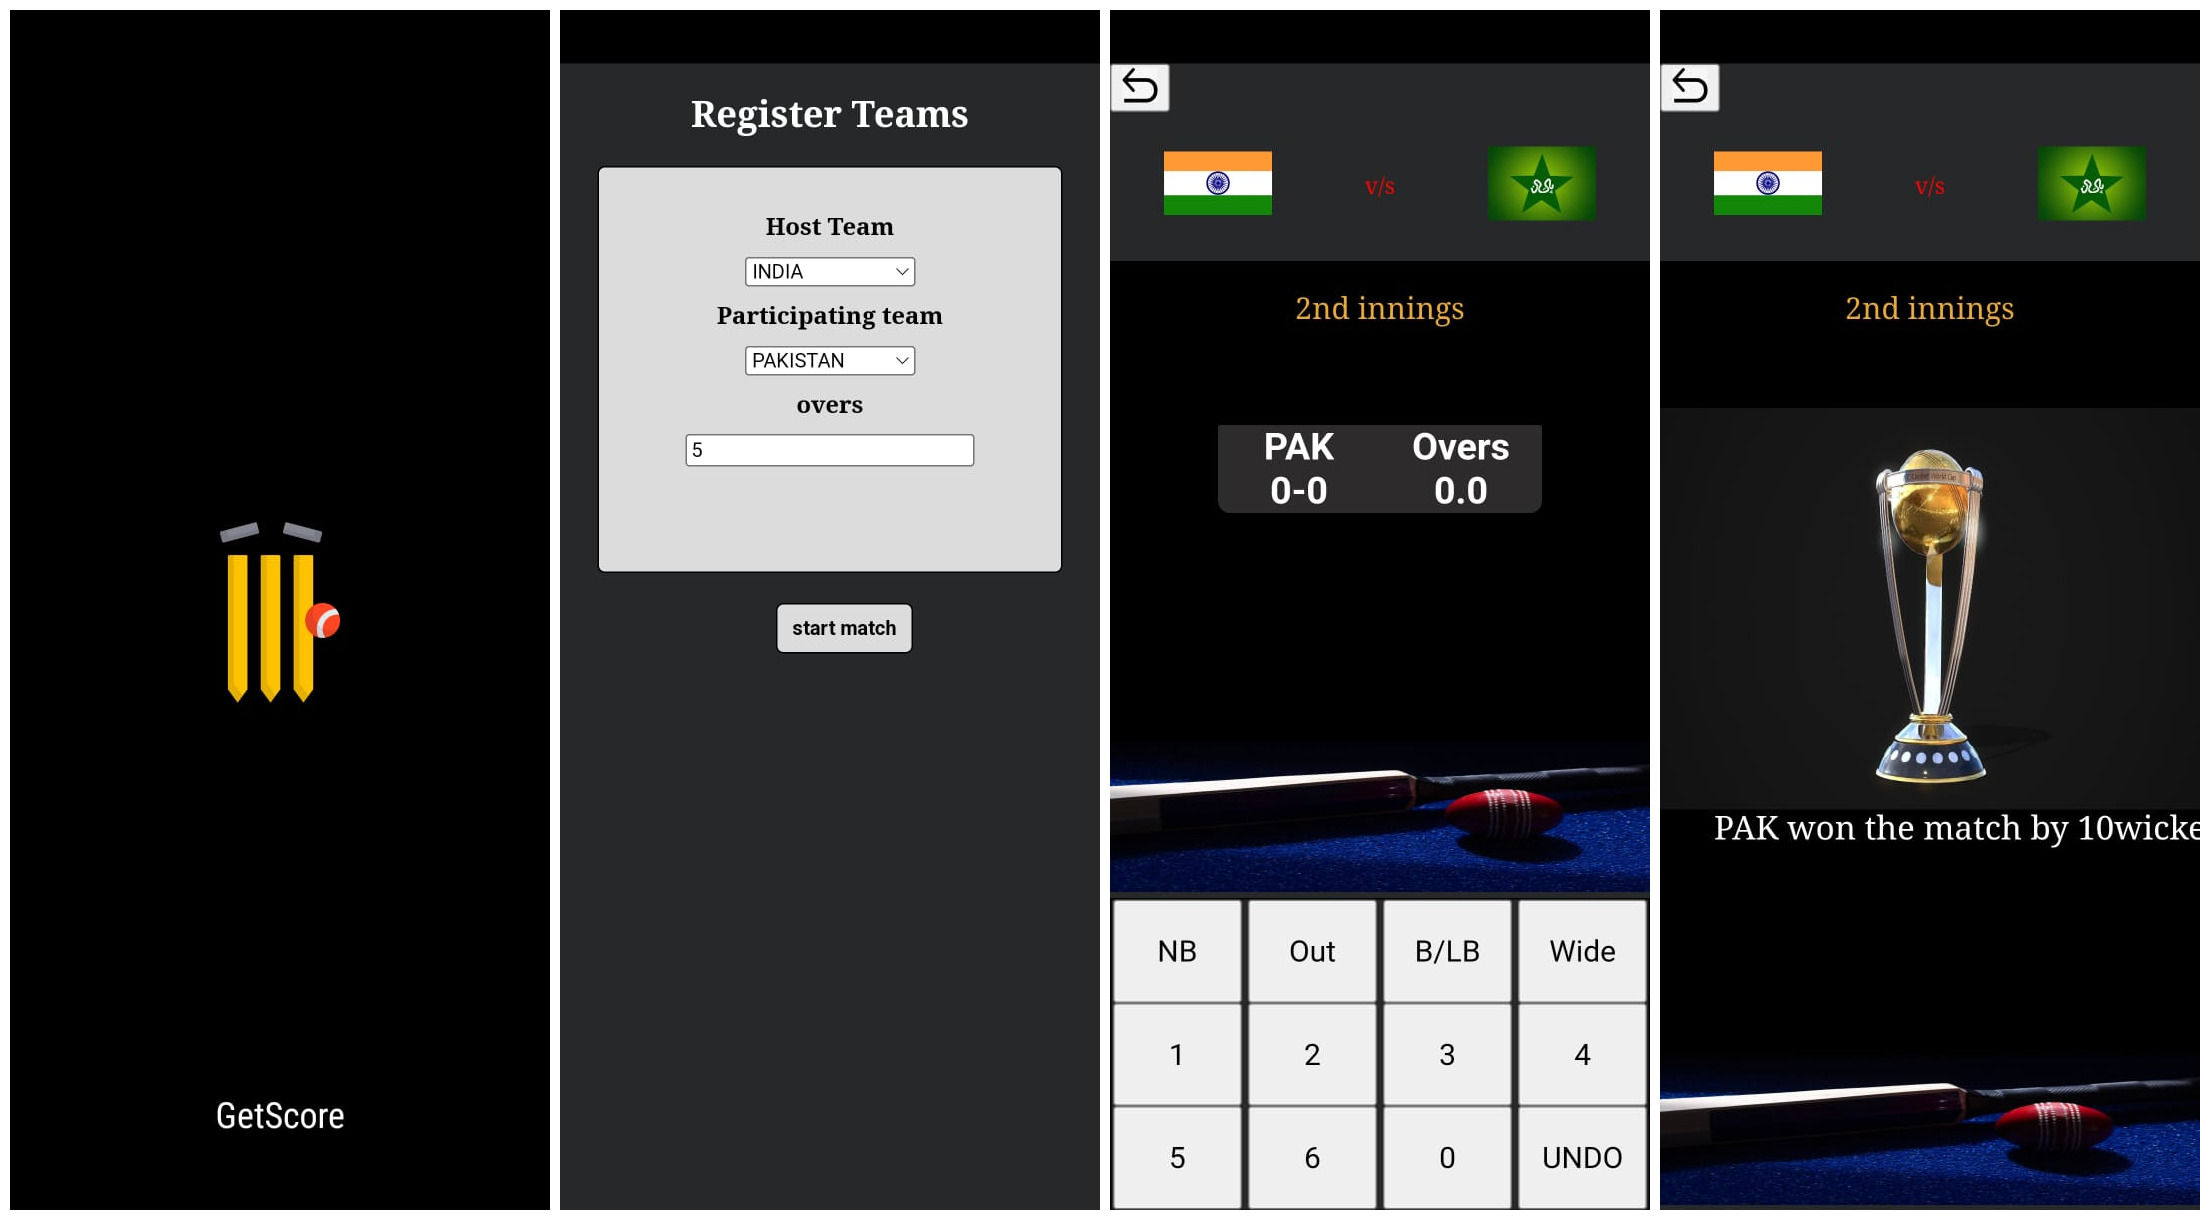 GetScore
Register Teams
Host Team
INDIA
Participating team
PAKISTAN
overs
5
start match
v/s
2nd innings
PAK Overs
0-0 0.0
NB Out B/LB Wide
1 2 3 4
5 6 0 UNDO
v/s
2nd innings
PAK won the match by 10wicke